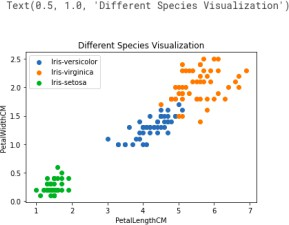 Text(0.5, 1.0, 'Different Species Visualization')
Different Species Visualization
Iris-versicolor
Iris-virginica
Iris-setosa
PetalWidthCM
2.5
2.0
1.5
1.0
0.5
0.0
1 2 3 4 5 6 7
PetalLengthCM